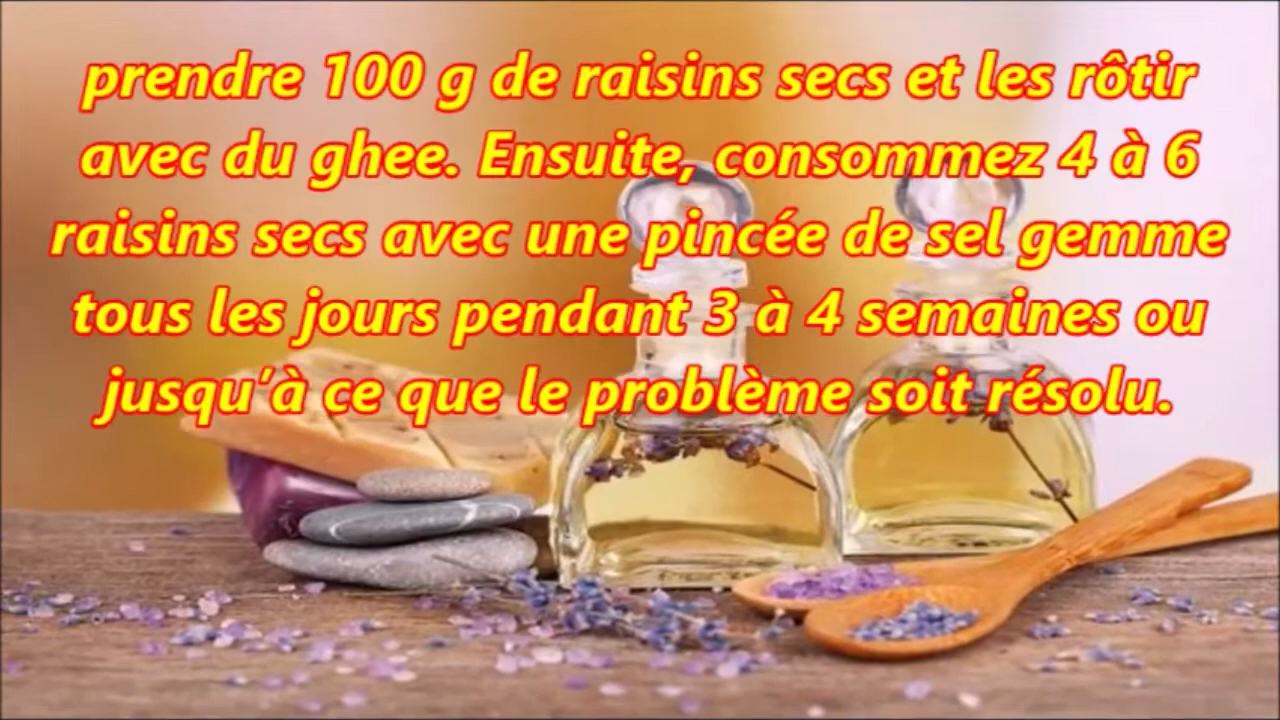 prendre 100 g de raisins secs et les rôtir
avec du ghee. Ensuite, consommez 4 à 6
raisins secs avec une pincée de sel gemme
tous les jours pendant 3 à 4 semaines ou
jusqu’à ce que le problème soit résolu.